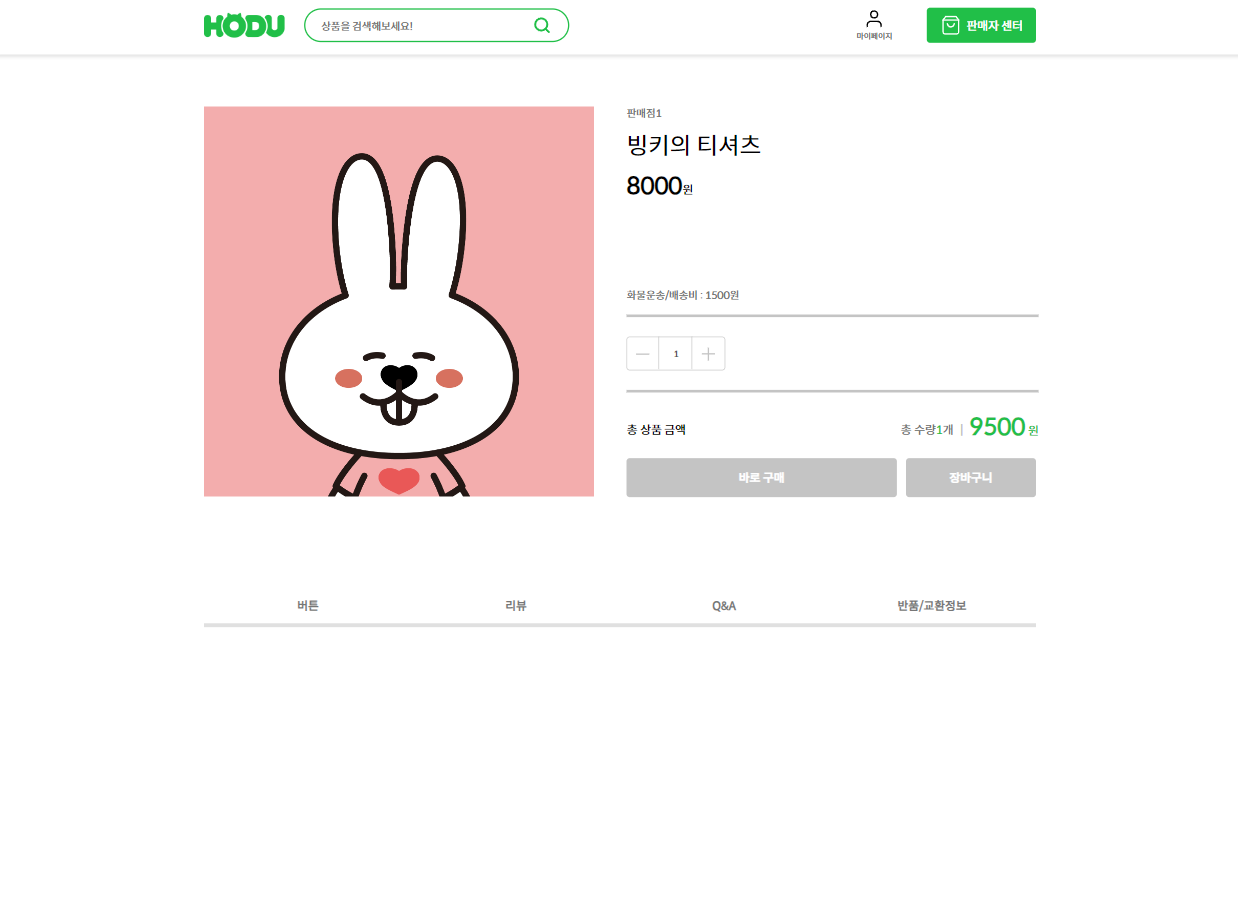 HODU
상품을 검색해보세요!
마이페이지
판매자 센터
판매점1
빙키의 티셔츠
8000원
화물운송/배송비 : 1500원
1
총 상품 금액
총 수량1개 | 9500 원
바로 구매
장바구니
버튼
리뷰
Q&A
반품/교환정보